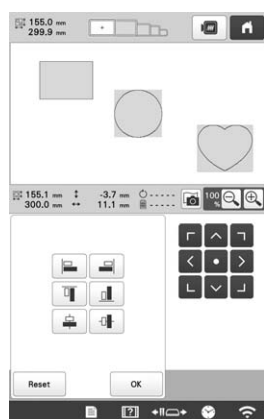 155.0 mm
299.9 mm
155.1 mm -3.7 mm -----
300.0 mm 11.1 mm -----
100 %
Reset OK